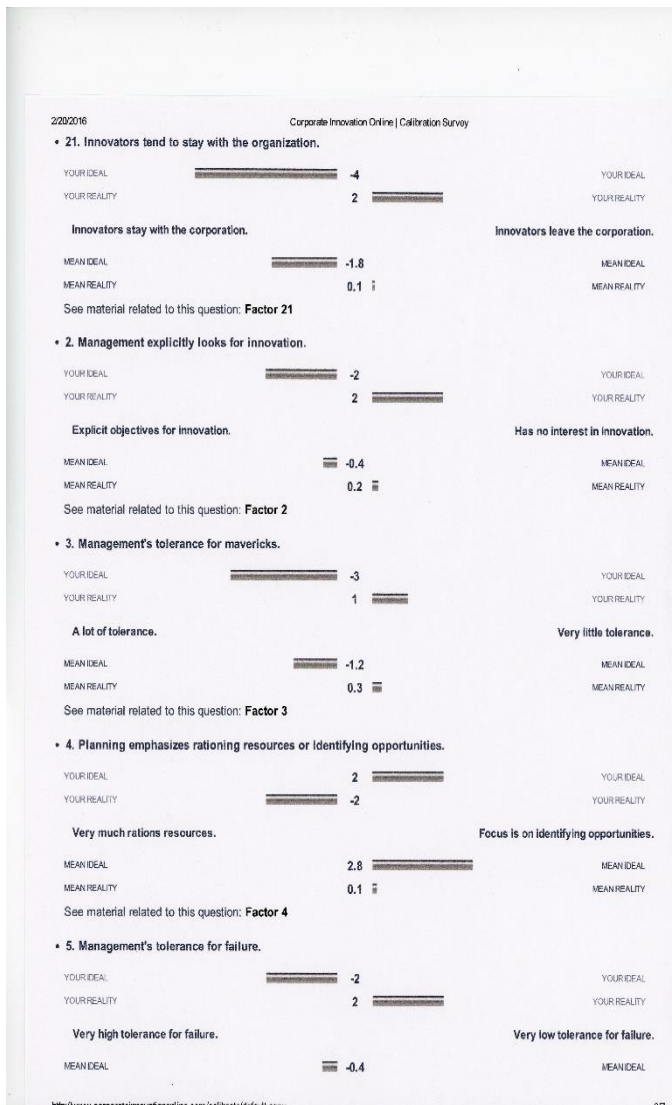 2/20/2016 Corporate Innovation Online | Calibration Survey
• 21. Innovators tend to stay with the organization.
YOUR IDEAL -4 YOUR IDEAL
YOUR REALITY 2 YOUR REALITY
Innovators stay with the corporation. Innovators leave the corporation.
MEAN IDEAL -1.8 MEAN IDEAL
MEAN REALITY 0.1 MEAN REALITY
See material related to this question: Factor 21
• 2. Management explicitly looks for innovation.
YOUR IDEAL -2 YOUR IDEAL
YOUR REALITY 2 YOUR REALITY
Explicit objectives for innovation. Has no interest in innovation.
MEAN IDEAL -0.4 MEAN IDEAL
MEAN REALITY 0.2 MEAN REALITY
See material related to this question: Factor 2
• 3. Management's tolerance for mavericks.
YOUR IDEAL -3 YOUR IDEAL
YOUR REALITY 1 YOUR REALITY
A lot of tolerance. Very little tolerance.
MEAN IDEAL -1.2 MEAN IDEAL
MEAN REALITY 0.3 MEAN REALITY
See material related to this question: Factor 3
• 4. Planning emphasizes rationing resources or identifying opportunities.
YOUR IDEAL 2 YOUR IDEAL
YOUR REALITY -2 YOUR REALITY
Very much rations resources. Focus is on identifying opportunities.
MEAN IDEAL 2.8 MEAN IDEAL
MEAN REALITY 0.1 MEAN REALITY
See material related to this question: Factor 4
• 5. Management's tolerance for failure.
YOUR IDEAL -2 YOUR IDEAL
YOUR REALITY 2 YOUR REALITY
Very high tolerance for failure. Very low tolerance for failure.
MEAN IDEAL -0.4 MEAN IDEAL